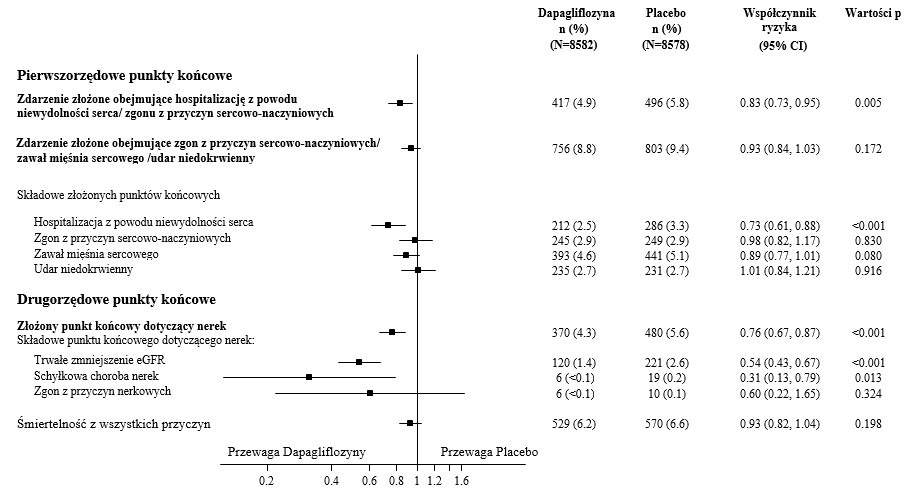 Dapagliflozyna Placebo Współczynnik Wartości p
n (%) n (%) ryzyka
(N=8582) (N=8578) (95% CI)
Pierwszorzędowe punkty końcowe
Zdarzenie złożone obejmujące hospitalizację z powodu
niewydolności serca/ zgonu z przyczyn sercowo-naczyniowych 417 (4.9) 496 (5.8) 0.83 (0.73, 0.95) 0.005
Zdarzenie złożone obejmujące zgon z przyczyn sercowo-naczyniowych/
zawał mięśnia sercowego /udar niedokrwienny 756 (8.8) 803 (9.4) 0.93 (0.84, 1.03) 0.172
Składowe złożonych punktów końcowych
Hospitalizacja z powodu niewydolności serca 212 (2.5) 286 (3.3) 0.73 (0.61, 0.88) <0.001
Zgon z przyczyn sercowo-naczyniowych 245 (2.9) 249 (2.9) 0.98 (0.82, 1.17) 0.830
Zawał mięśnia sercowego 393 (4.6) 441 (5.1) 0.89 (0.77, 1.01) 0.080
Udar niedokrwienny 235 (2.7) 231 (2.7) 1.01 (0.84, 1.21) 0.916
Drugorzędowe punkty końcowe
Złożony punkt końcowy dotyczący nerek 370 (4.3) 480 (5.6) 0.76 (0.67, 0.87) <0.001
Składowe punktu końcowego dotyczącego nerek:
Trwałe zmniejszenie eGFR 120 (1.4) 221 (2.6) 0.54 (0.43, 0.67) <0.001
Schyłkowa choroba nerek 6 (<0.1) 19 (0.2) 0.31 (0.13, 0.79) 0.013
Zgon z przyczyn nerkowych 6 (<0.1) 10 (0.1) 0.60 (0.22, 1.65) 0.324
Śmiertelność z wszystkich przyczyn 529 (6.2) 570 (6.6) 0.93 (0.82, 1.04) 0.198
Przewaga Dapagliflozyny Przewaga Placebo
0.2 0.4 0.6 0.8 1 1.2 1.6